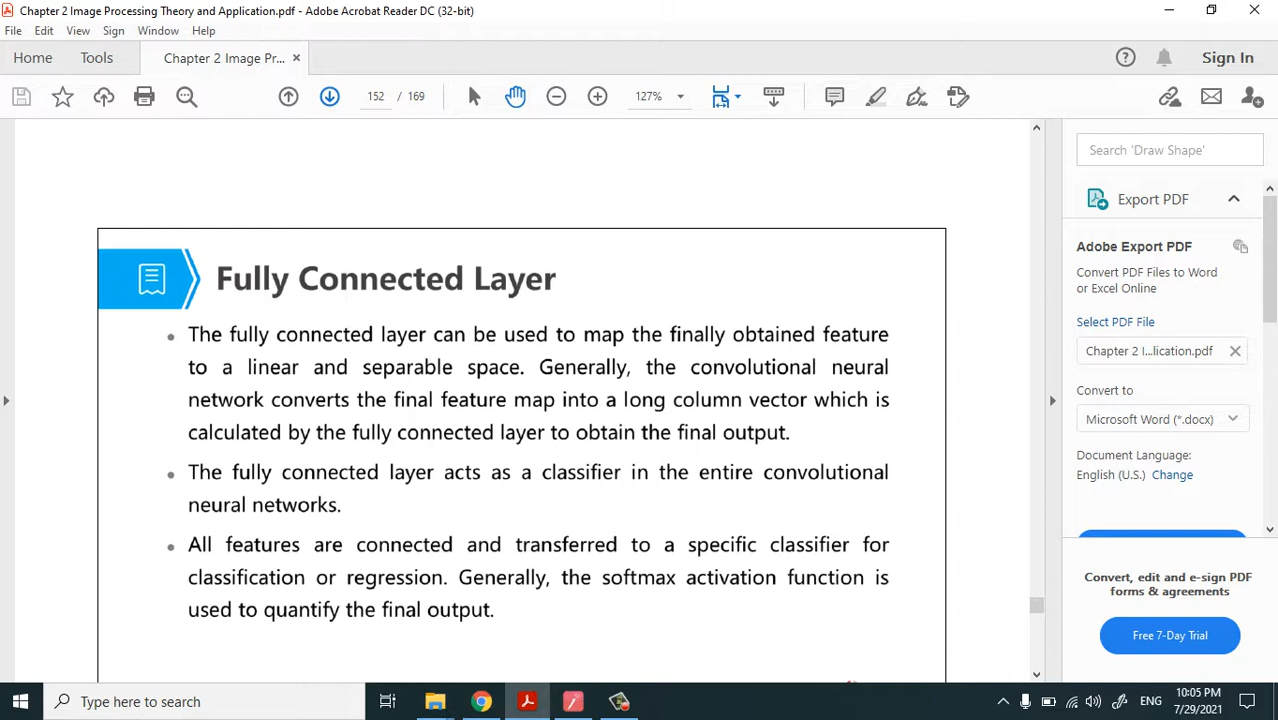 Chapter 2 Image Processing Theory and Application.pdf - Adobe Acrobat Reader DC (32-bit)
File Edit View Sign Window Help
Home Tools Chapter 2 Image Pr... ×
Sign In
152 / 169 127%
Search 'Draw Shape'
Export PDF
Adobe Export PDF
Convert PDF Files to Word
or Excel Online
Select PDF File
Chapter 2 I...lication.pdf
Convert to
Microsoft Word (*.docx)
Document Language:
English (U.S.) Change
Convert, edit and e-sign PDF
forms & agreements
Free 7-Day Trial
Fully Connected Layer
• The fully connected layer can be used to map the finally obtained feature
to a linear and separable space. Generally, the convolutional neural
network converts the final feature map into a long column vector which is
calculated by the fully connected layer to obtain the final output.
• The fully connected layer acts as a classifier in the entire convolutional
neural networks.
• All features are connected and transferred to a specific classifier for
classification or regression. Generally, the softmax activation function is
used to quantify the final output.
Type here to search
ENG
10:05 PM
7/29/2021